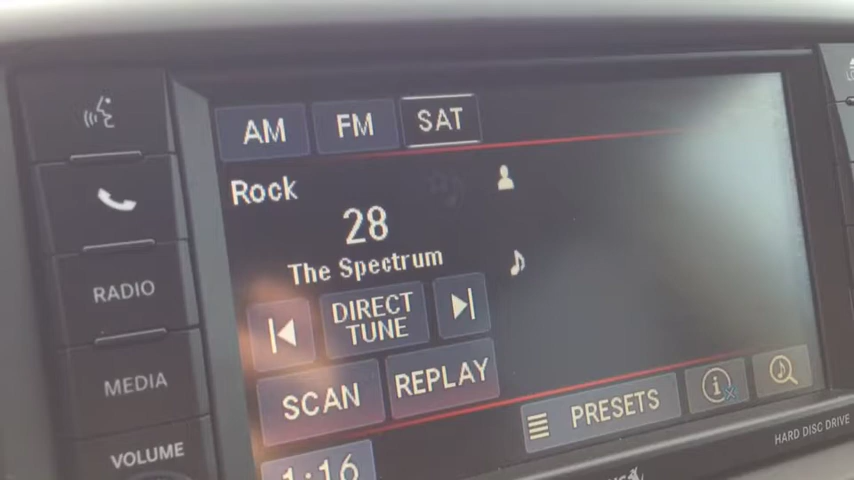 AM FM SAT
Rock
28
The Spectrum
DIRECT
TUNE
SCAN REPLAY
PRESETS
1:16
RADIO
MEDIA
VOLUME
HARD DISC DRIVE